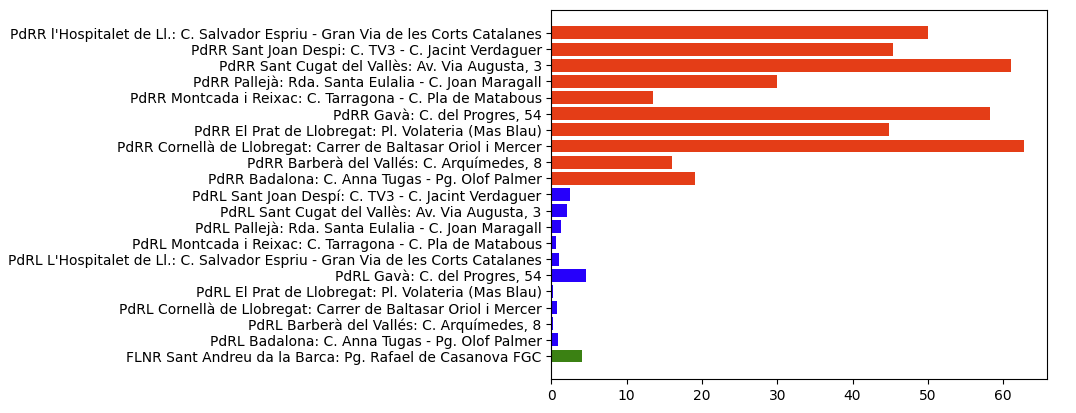 PdRR l'Hospitalet de Ll.: C. Salvador Espriu - Gran Via de les Corts Catalanes
PdRR Sant Joan Despi: C. TV3 - C. Jacint Verdaguer
PdRR Sant Cugat del Vallès: Av. Via Augusta, 3
PdRR Pallejà: Rda. Santa Eulalia - C. Joan Maragall
PdRR Montcada i Reixac: C. Tarragona - C. Pla de Matabous
PdRR Gavà: C. del Progres, 54
PdRR El Prat de Llobregat: Pl. Volateria (Mas Blau)
PdRR Cornellà de Llobregat: Carrer de Baltasar Oriol i Mercer
PdRR Barberà del Vallés: C. Arquímedes, 8
PdRR Badalona: C. Anna Tugas - Pg. Olof Palmer
PdRL Sant Joan Despí: C. TV3 - C. Jacint Verdaguer
PdRL Sant Cugat del Vallès: Av. Via Augusta, 3
PdRL Pallejà: Rda. Santa Eulalia - C. Joan Maragall
PdRL Montcada i Reixac: C. Tarragona - C. Pla de Matabous
PdRL L'Hospitalet de Ll.: C. Salvador Espriu - Gran Via de les Corts Catalanes
PdRL Gavà: C. del Progres, 54
PdRL El Prat de Llobregat: Pl. Volateria (Mas Blau)
PdRL Cornellà de Llobregat: Carrer de Baltasar Oriol i Mercer
PdRL Barberà del Vallés: C. Arquímedes, 8
PdRL Badalona: C. Anna Tugas - Pg. Olof Palmer
FLNR Sant Andreu da la Barca: Pg. Rafael de Casanova FGC
0 10 20 30 40 50 60